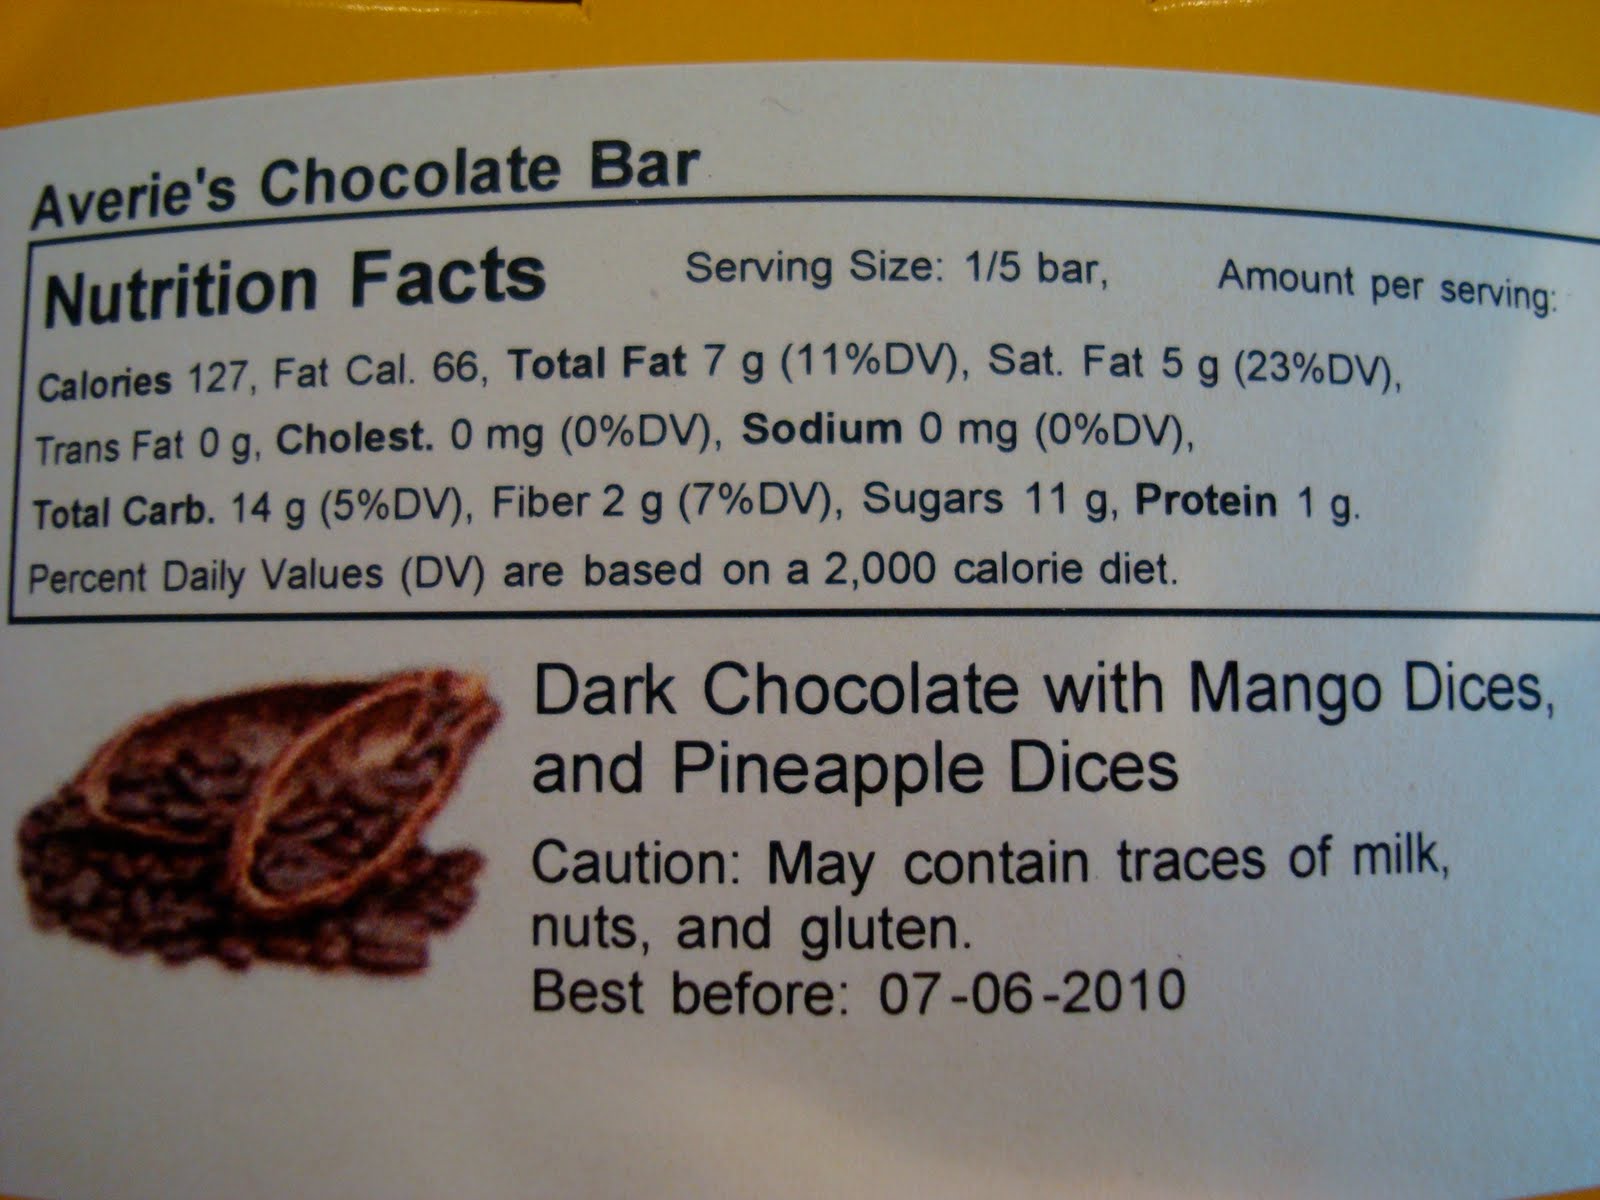 Averie's Chocolate Bar
Nutrition Facts Serving Size: 1/5 bar, Amount per serving:
Calories 127, Fat Cal. 66, Total Fat 7 g (11%DV), Sat. Fat 5 g (23%DV),
Trans Fat 0 g, Cholest. 0 mg (0%DV), Sodium 0 mg (0%DV),
Total Carb. 14 g (5%DV), Fiber 2 g (7%DV), Sugars 11 g, Protein 1 g.
Percent Daily Values (DV) are based on a 2,000 calorie diet.
Dark Chocolate with Mango Dices,
and Pineapple Dices
Caution: May contain traces of milk,
nuts, and gluten.
Best before: 07-06-2010